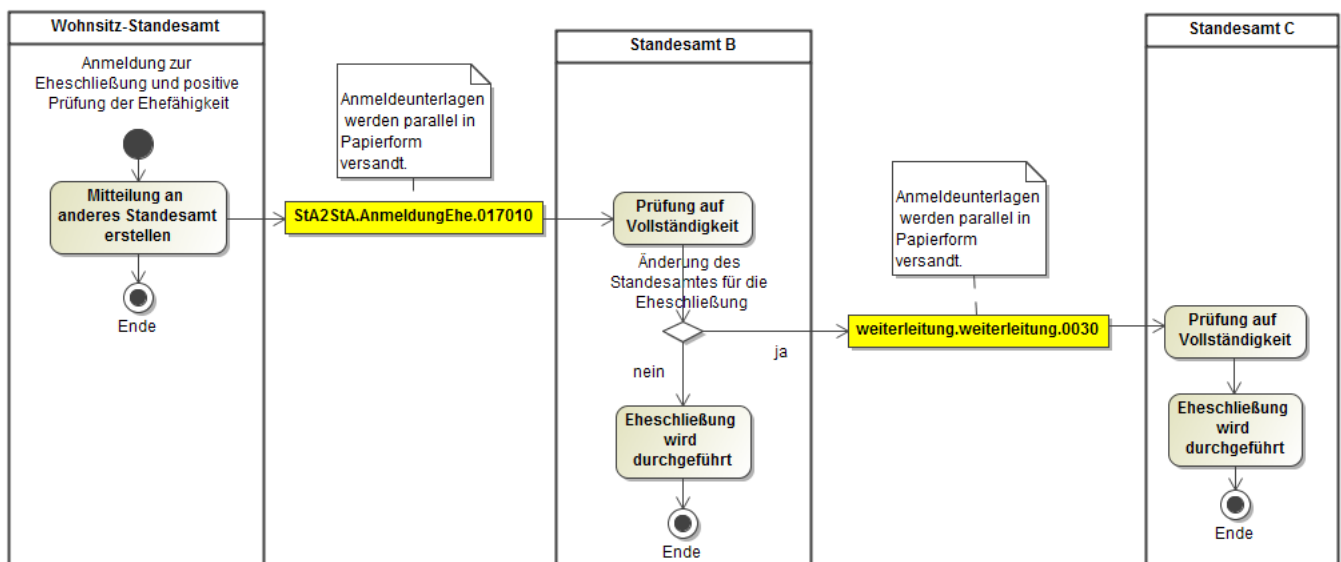 Wohnsitz-Standesamt
Anmeldung zur
Eheschließung und positive
Prüfung der Ehefähigkeit
Mitteilung an
anderes Standesamt
erstellen
Ende
Anmeldeunterlagen
werden parallel in
Papierform
versandt.
StA2StA.AnmeldungEhe.017010
Standesamt B
Prüfung auf
Vollständigkeit
Änderung des
Standesamtes für die
Eheschließung
ja
nein
Eheschließung
wird
durchgeführt
Ende
Anmeldeunterlagen
werden parallel in
Papierform
versandt.
weiterleitung.weiterleitung.0030
Standesamt C
Prüfung auf
Vollständigkeit
Eheschließung
wird
durchgeführt
Ende